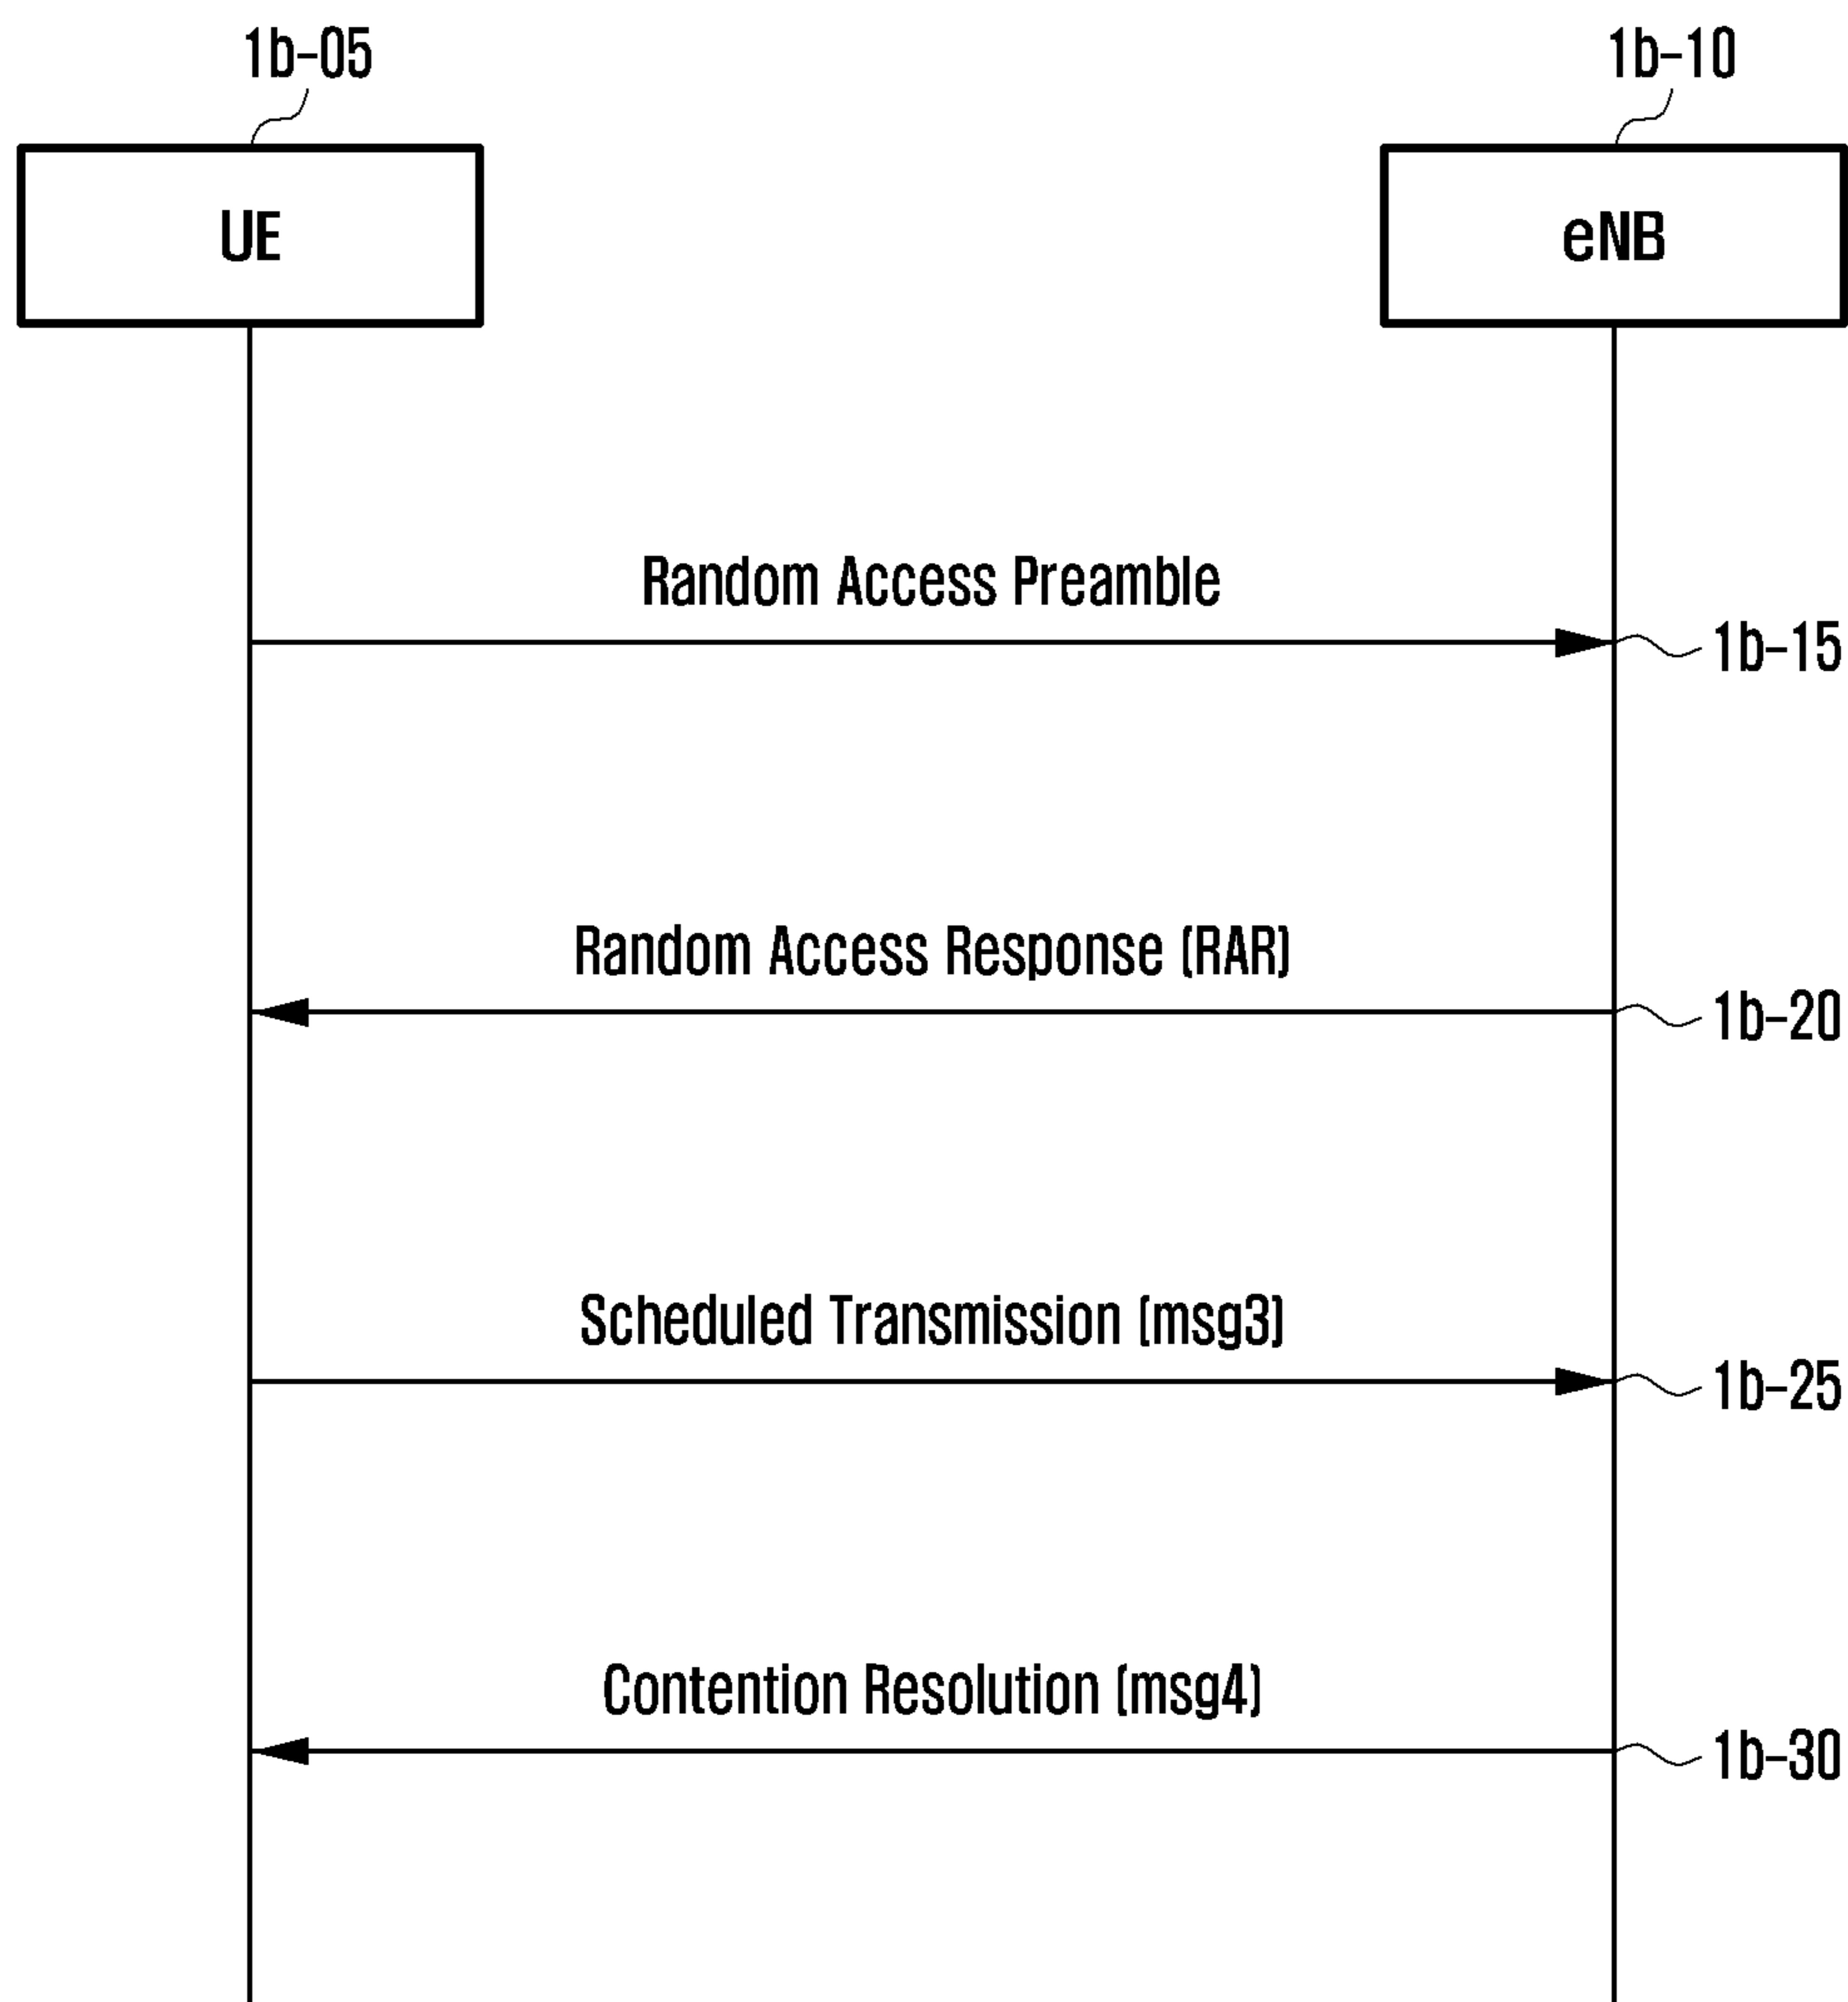 1b-05
1b-10
UE
eNB
Random Access Preamble
1b-15
Random Access Response (RAR)
1b-20
Scheduled Transmission (msg3)
1b-25
Contention Resolution (msg4)
1b-30